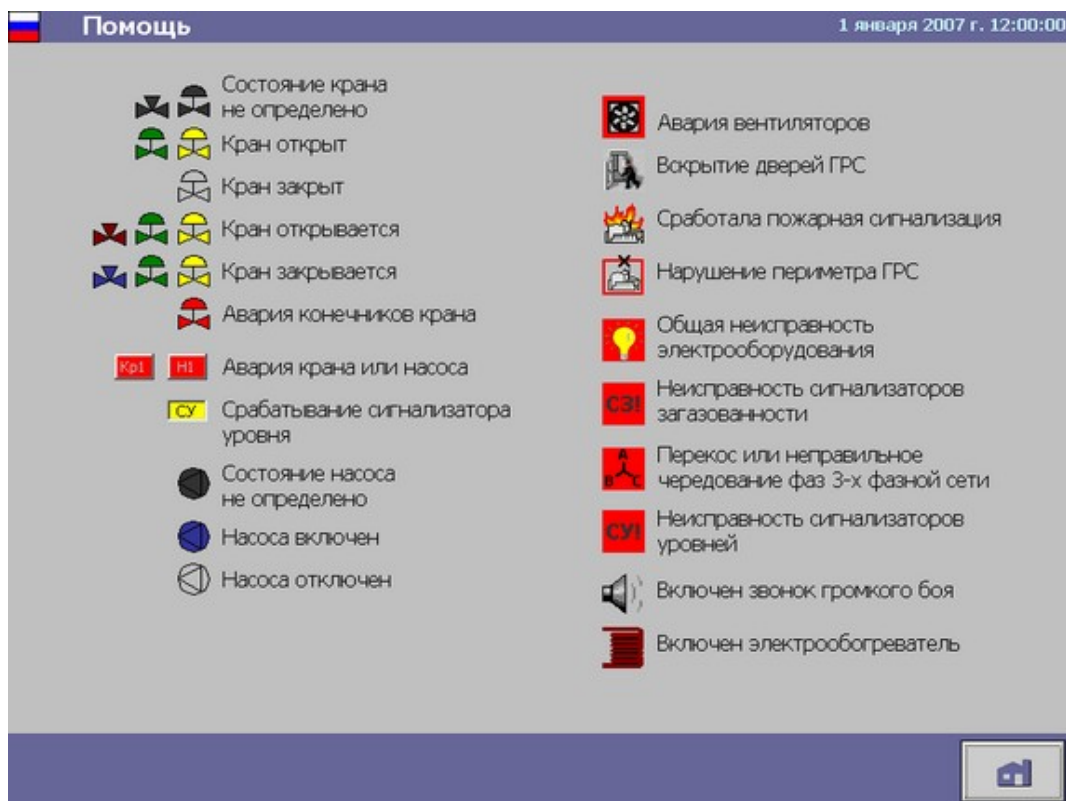 Помощь
1 января 2007 г. 12:00:00
Состояние крана
не определено
Кран открыт
Кран закрыт
Кран открывается
Кран закрывается
Авария конечников крана
Кр1 Н1 Авария крана или насоса
СУ Срабатывание сигнализатора
уровня
Состояние насоса
не определено
Насоса включен
Насоса отключен
Авария вентиляторов
Вскрытие дверей ГРС
Сработала пожарная сигнализация
Нарушение периметра ГРС
Общая неисправность
электрооборудования
СЗ! Неисправность сигнализаторов
загазованности
A B C Перекос или неправильное
чередование фаз 3-х фазной сети
СУ! Неисправность сигнализаторов
уровней
Включен звонок громкого боя
Включен электрообогреватель